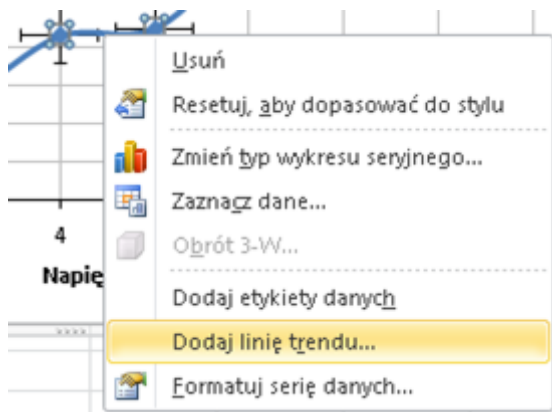 Usuń
Resetuj, aby dopasować do stylu
Zmień typ wykresu seryjnego...
Zaznacz dane...
4
Obrót 3-W...
Napię
Dodaj etykiety danych
Dodaj linię trendu...
Formatuj serię danych...